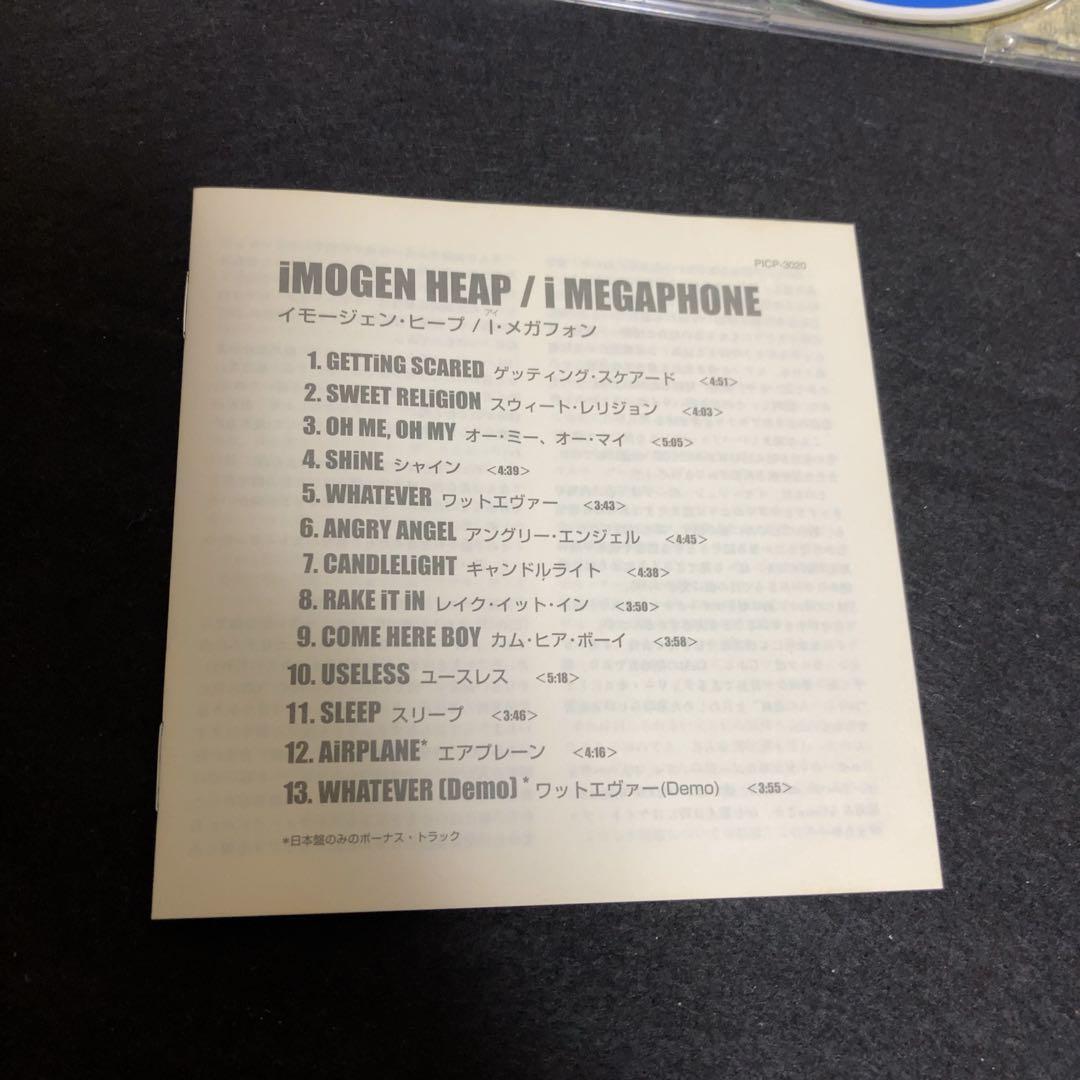 PICP-3020
iMOGEN HEAP / i MEGAPHONE
アイ
イモージェン・ヒープ / I・メガフォン
1. GETTiNG SCARED ゲッティング・スケアード <4:51>
2. SWEET RELiGiON スウィート・レリジョン <4:03>
3. OH ME, OH MY オー・ミー、オー・マイ <5:05>
4. SHiNE シャイン <4:39>
5. WHATEVER ワットエヴァー <3:43>
6. ANGRY ANGEL アングリー・エンジェル <4:45>
7. CANDLELiGHT キャンドルライト <4:38>
8. RAKE iT iN レイク・イット・イン <3:50>
9. COME HERE BOY カム・ヒア・ボーイ <3:58>
10. USELESS ユースレス <5:18>
11. SLEEP スリープ <3:46>
12. AiRPLANE* エアプレーン <4:16>
13. WHATEVER (Demo) * ワットエヴァー(Demo) <3:55>
*日本盤のみのボーナス・トラック